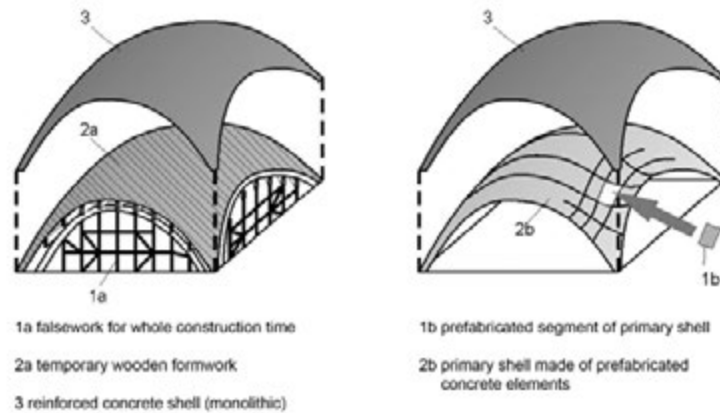 3
2a
1a
1a falsework for whole construction time
2a temporary wooden formwork
3 reinforced concrete shell (monolithic)
3
2b
1b
1b prefabricated segment of primary shell
2b primary shell made of prefabricated
concrete elements